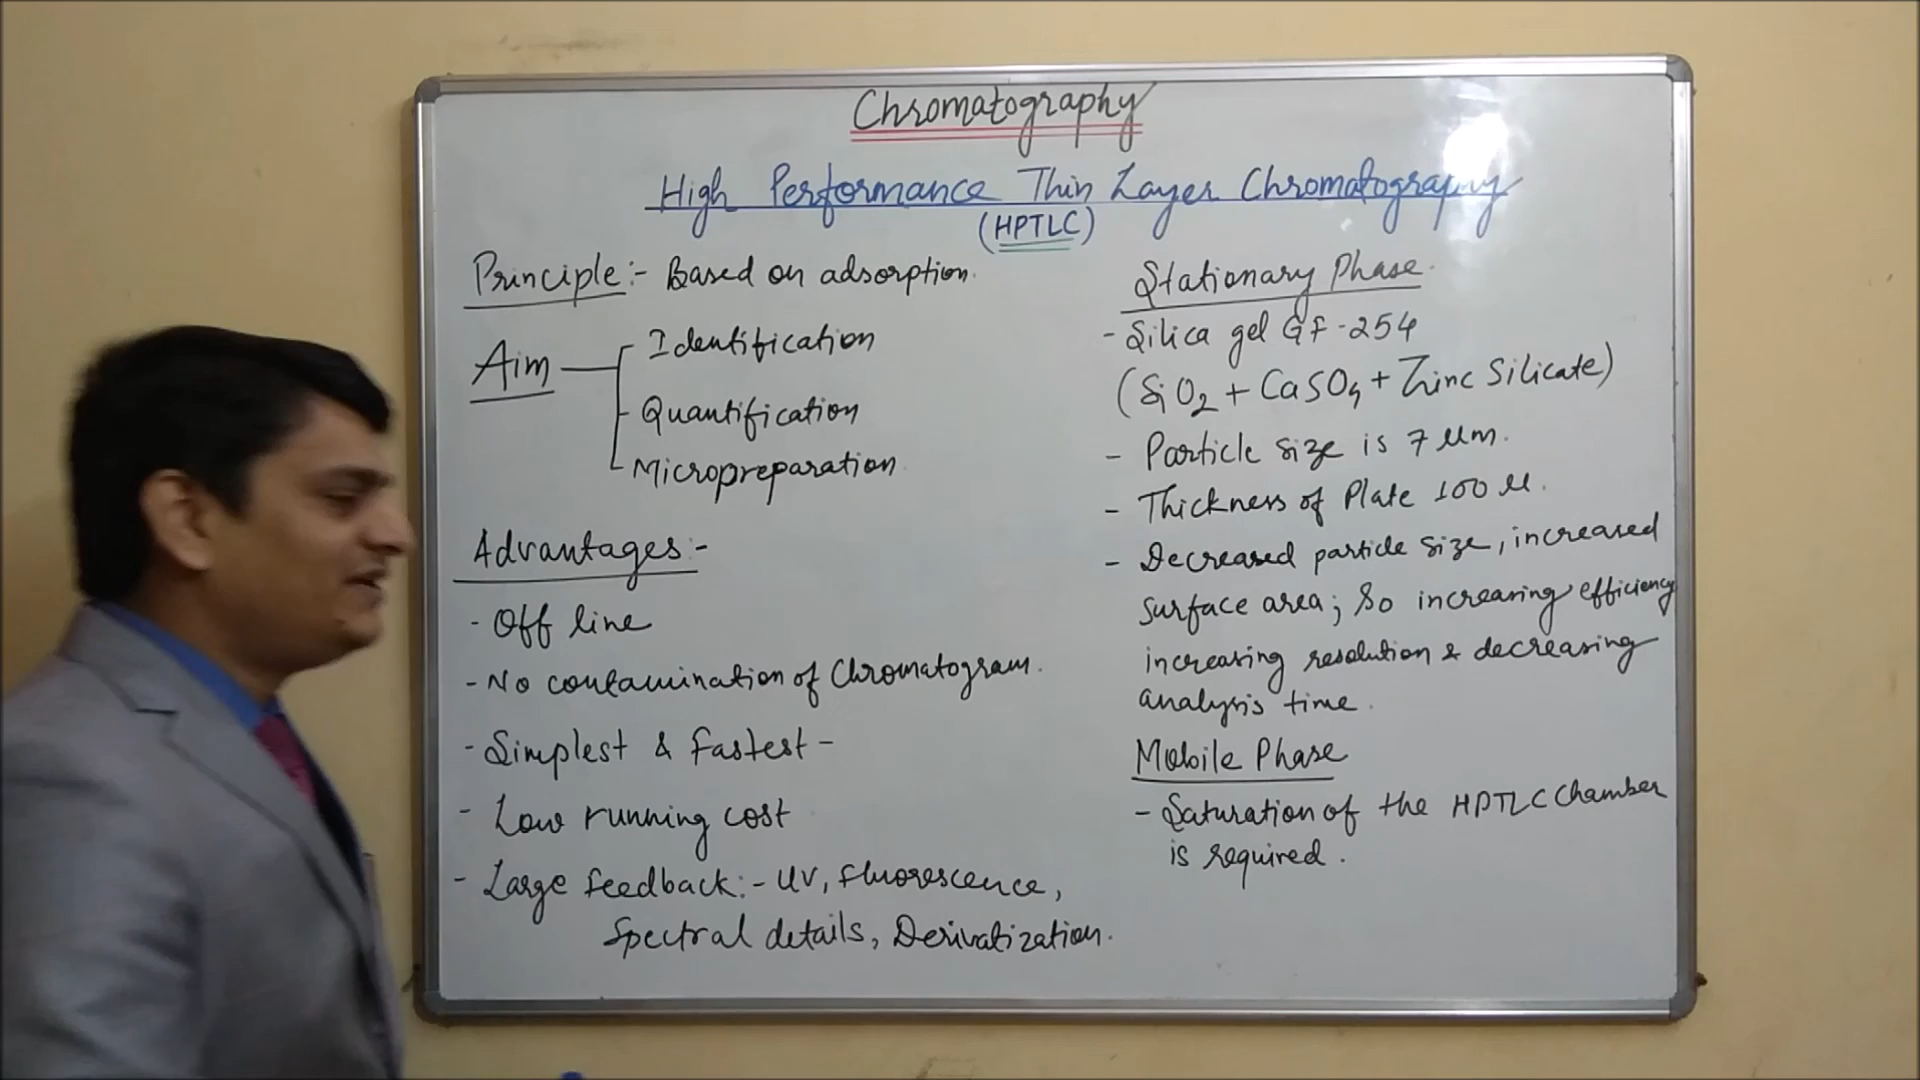 Chromatography
High Performance Thin Layer Chromatography
(HPTLC)
Principle:- Based on adsorption.
Aim
Identification
Quantification
Micropreparation
Advantages:-
- Off line
- No contamination of Chromatogram.
- Simplest & fastest -
- Low running cost
- Large feedback:- UV, fluorescence,
Spectral details, Derivatization.
Stationary Phase.
- Silica gel GF-254
(SiO2 + CaSO4 + Zinc Silicate)
- Particle size is 7 μm.
- Thickness of Plate 100 μ.
- Decreased particle size, increased
surface area; So increasing efficiency
increasing resolution & decreasing
analysis time.
Mobile Phase
- Saturation of the HPTLC Chamber
is required.